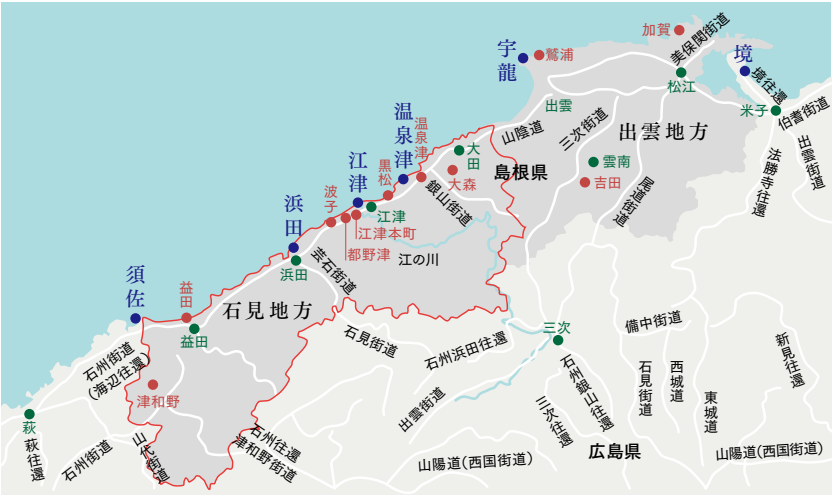 宇龍
鷲浦
加賀
美保関街道
境
境往還
松江
米子
伯耆街道
出雲街道
法勝寺往還
出雲
山陰道
三次街道
出雲地方
雲南
吉田
尾道街道
島根県
温泉津
温泉津
大田
大森
銀山街道
黒松
江津
江津
江津本町
都野津
波子
江の川
浜田
浜田
芸石街道
須佐
益田
益田
石見地方
石州街道
(海辺往還)
津和野
萩
萩往還
石州街道
山代街道
石州往還
津和野街道
石見街道
石州浜田往還
出雲街道
三次
石州銀山往還
三次往還
備中街道
石見街道
西城道
東城道
新見往還
広島県
山陽道(西国街道)
山陽道(西国街道)